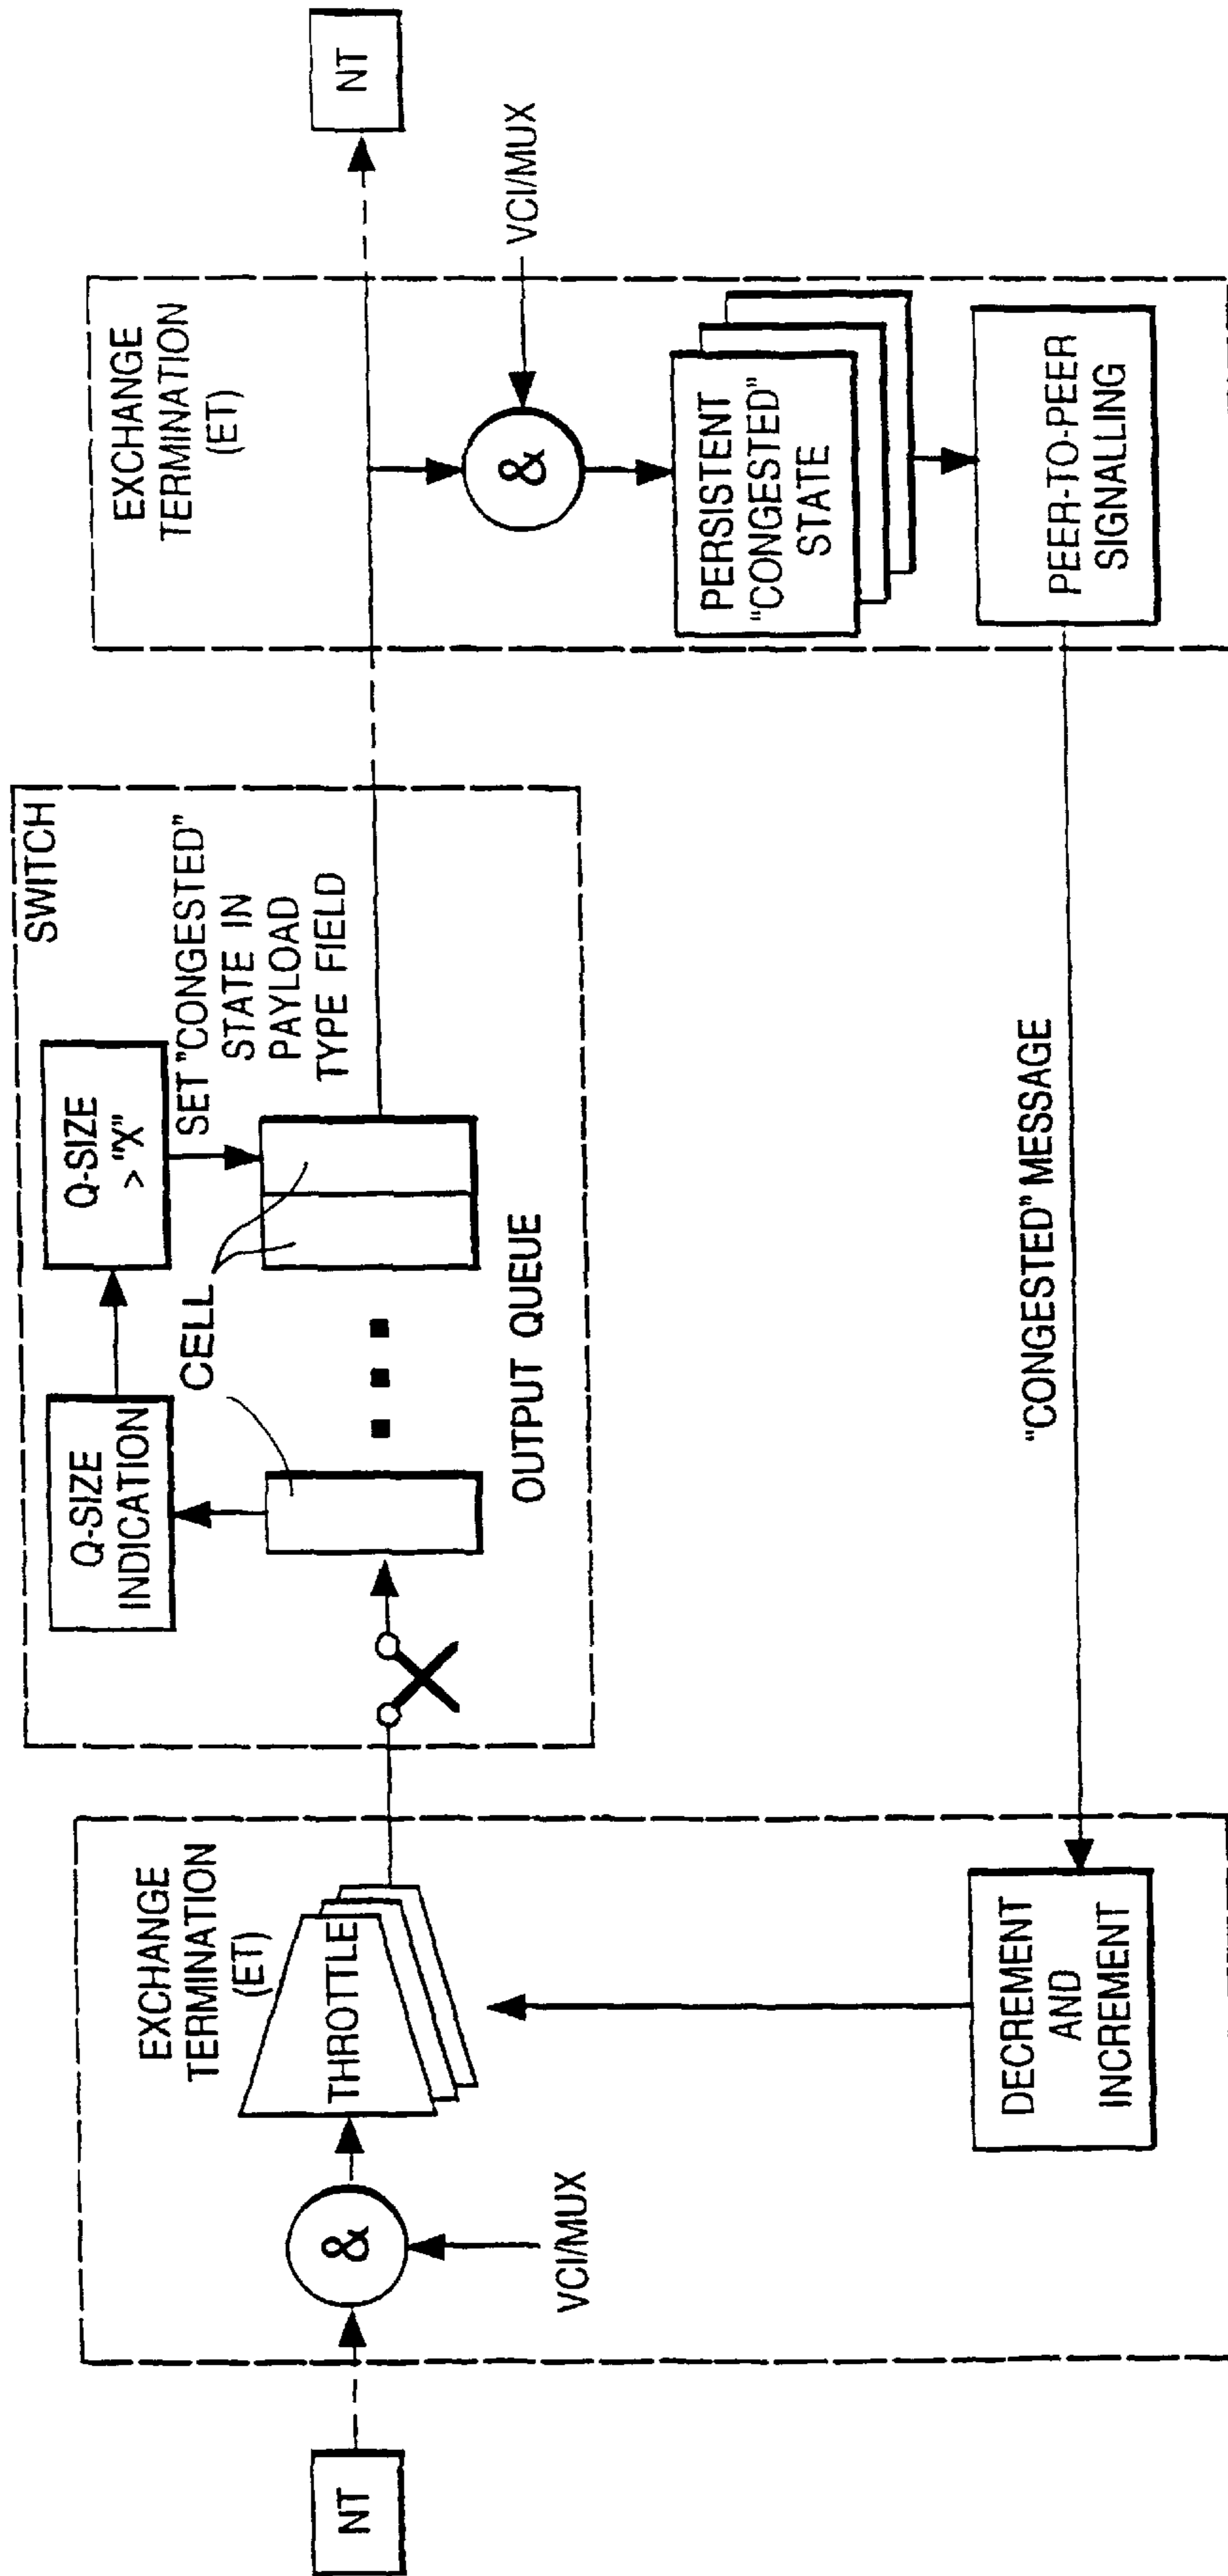 NT
&
VCI/MUX
EXCHANGE
TERMINATION
(ET)
THROTTLE
DECREMENT
AND
INCREMENT
SWITCH
Q-SIZE
INDICATION
Q-SIZE
> "X"
CELL
SET "CONGESTED"
STATE IN
PAYLOAD
TYPE FIELD
OUTPUT QUEUE
"CONGESTED" MESSAGE
EXCHANGE
TERMINATION
(ET)
&
VCI/MUX
PERSISTENT
"CONGESTED"
STATE
PEER-TO-PEER
SIGNALLING
NT